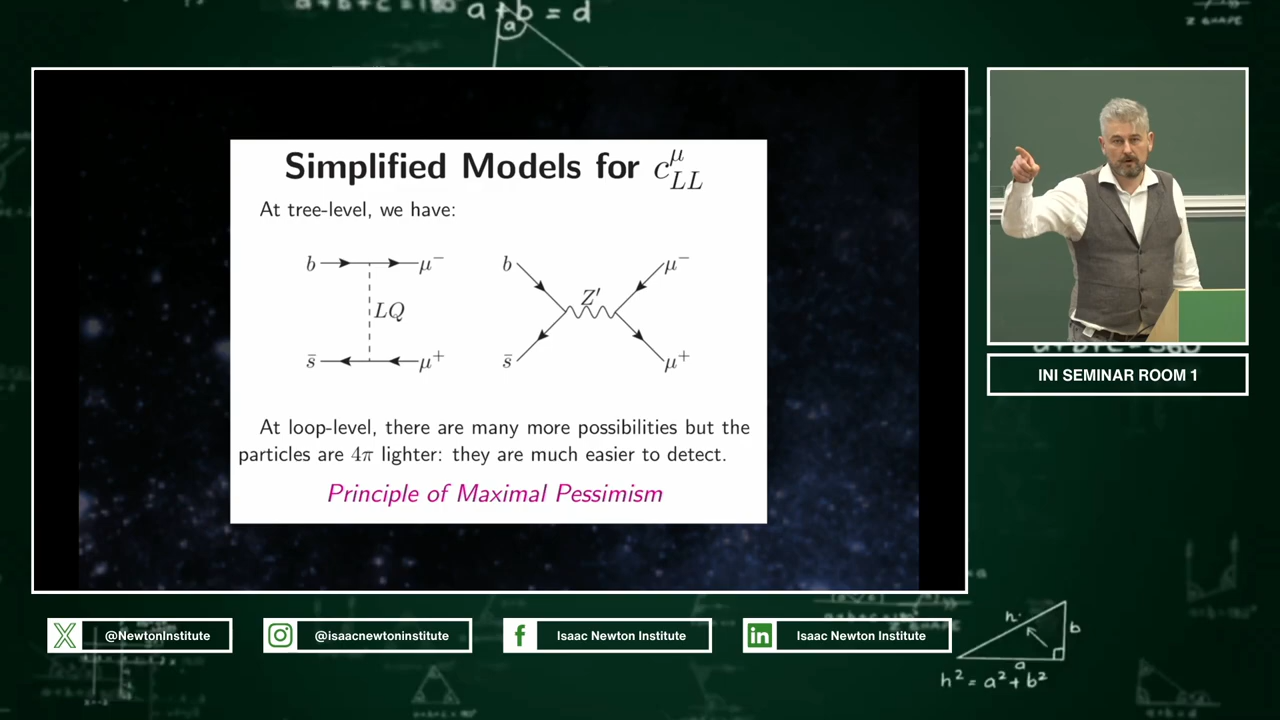 a + b = d
a
Z GRAPE
Simplified Models for c^μ_LL
At tree-level, we have:
b μ⁻ b μ⁻
LQ Z′
s̄ μ⁺ s̄ μ⁺
At loop-level, there are many more possibilities but the
particles are 4π lighter: they are much easier to detect.
Principle of Maximal Pessimism
INI SEMINAR ROOM 1
@NewtonInstitute
@isaacnewtoninstitute
f
Isaac Newton Institute
in
Isaac Newton Institute
h·
b
a
h² = a² + b²